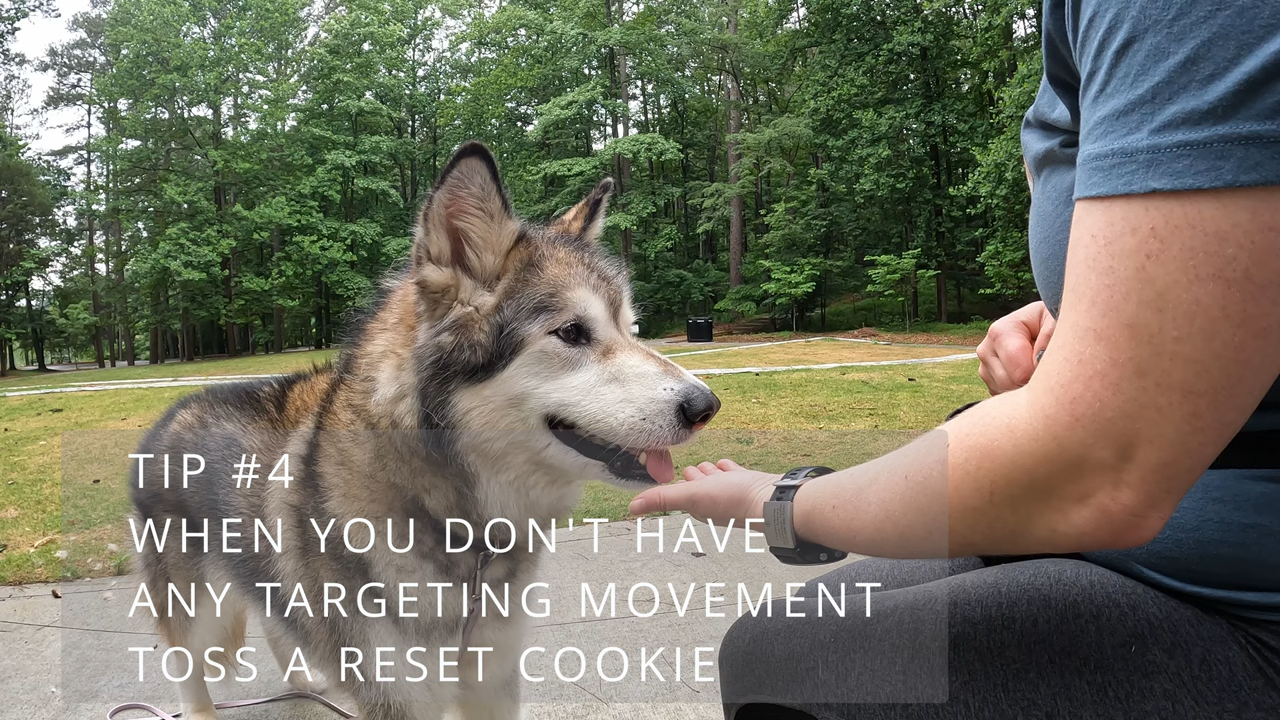 TIP #4
WHEN YOU DON'T HAVE
ANY TARGETING MOVEMENT
TOSS A RESET COOKIE